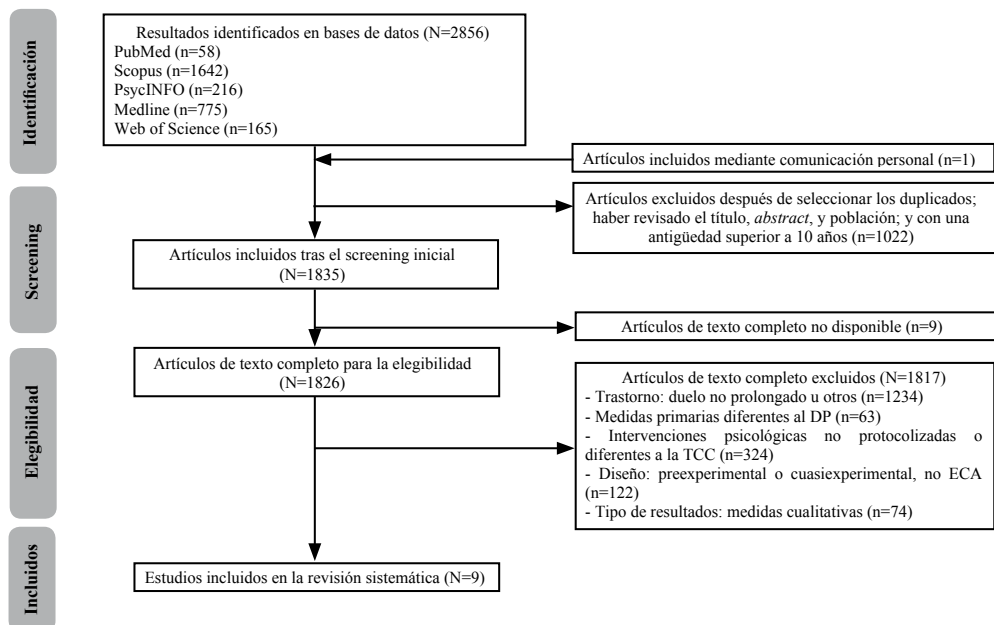 Identificación
Resultados identificados en bases de datos (N=2856)
PubMed (n=58)
Scopus (n=1642)
PsycINFO (n=216)
Medline (n=775)
Web of Science (n=165)
Artículos incluidos mediante comunicación personal (n=1)
Screening
Artículos excluidos después de seleccionar los duplicados;
haber revisado el título, abstract, y población; y con una
antigüedad superior a 10 años (n=1022)
Artículos incluidos tras el screening inicial
(N=1835)
Artículos de texto completo no disponible (n=9)
Elegibilidad
Artículos de texto completo para la elegibilidad
(N=1826)
Artículos de texto completo excluidos (N=1817)
- Trastorno: duelo no prolongado u otros (n=1234)
- Medidas primarias diferentes al DP (n=63)
- Intervenciones psicológicas no protocolizadas o
diferentes a la TCC (n=324)
- Diseño: preexperimental o cuasiexperimental, no ECA
(n=122)
- Tipo de resultados: medidas cualitativas (n=74)
Incluidos
Estudios incluidos en la revisión sistemática (N=9)